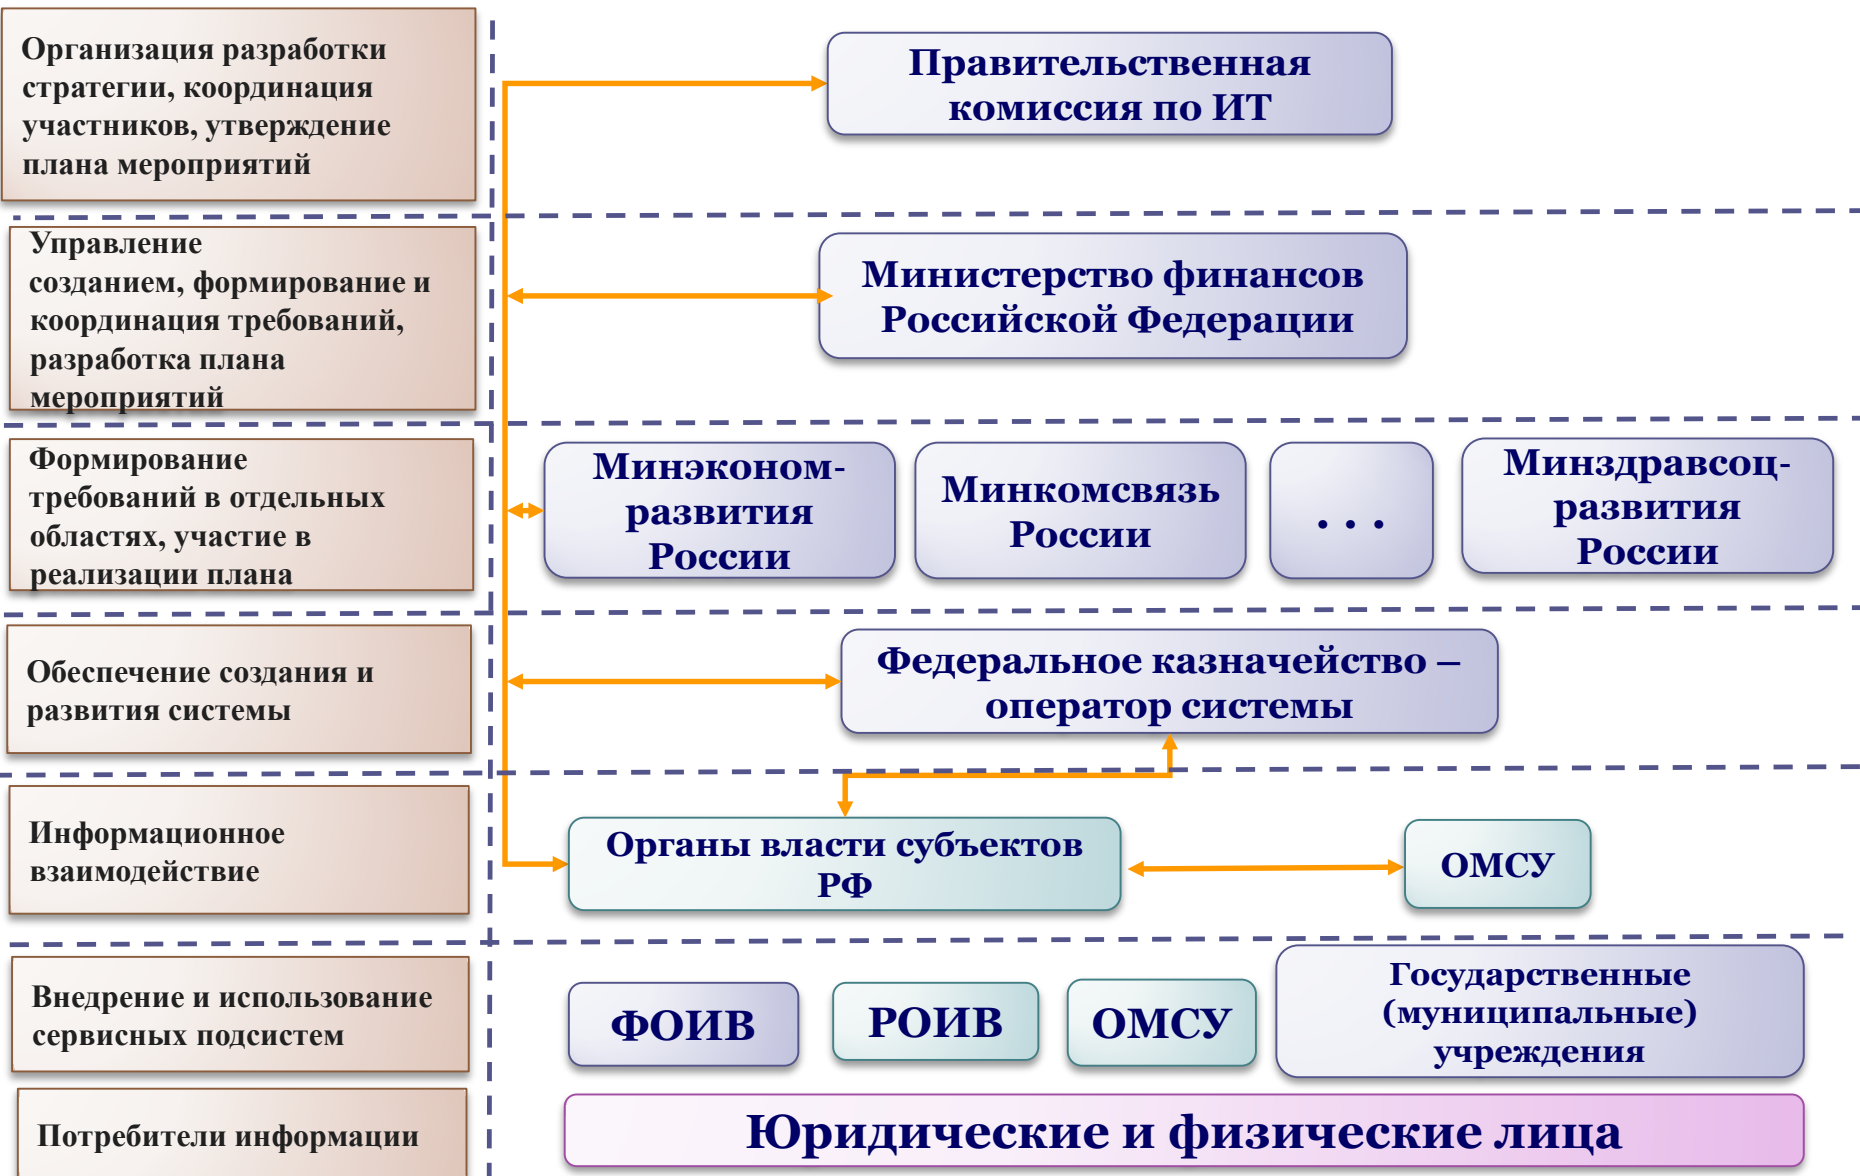 Организация разработки
стратегии, координация
участников, утверждение
плана мероприятий
Правительственная
комиссия по ИТ
Управление
созданием, формирование и
координация требований,
разработка плана
мероприятий
Министерство финансов
Российской Федерации
Формирование
требований в отдельных
областях, участие в
реализации плана
Минэконом-
развития
России
Минкомсвязь
России
...
Минздравсоц-
развития
России
Обеспечение создания и
развития системы
Федеральное казначейство –
оператор системы
Информационное
взаимодействие
Органы власти субъектов
РФ
ОМСУ
Внедрение и использование
сервисных подсистем
ФОИВ
РОИВ
ОМСУ
Государственные
(муниципальные)
учреждения
Потребители информации
Юридические и физические лица